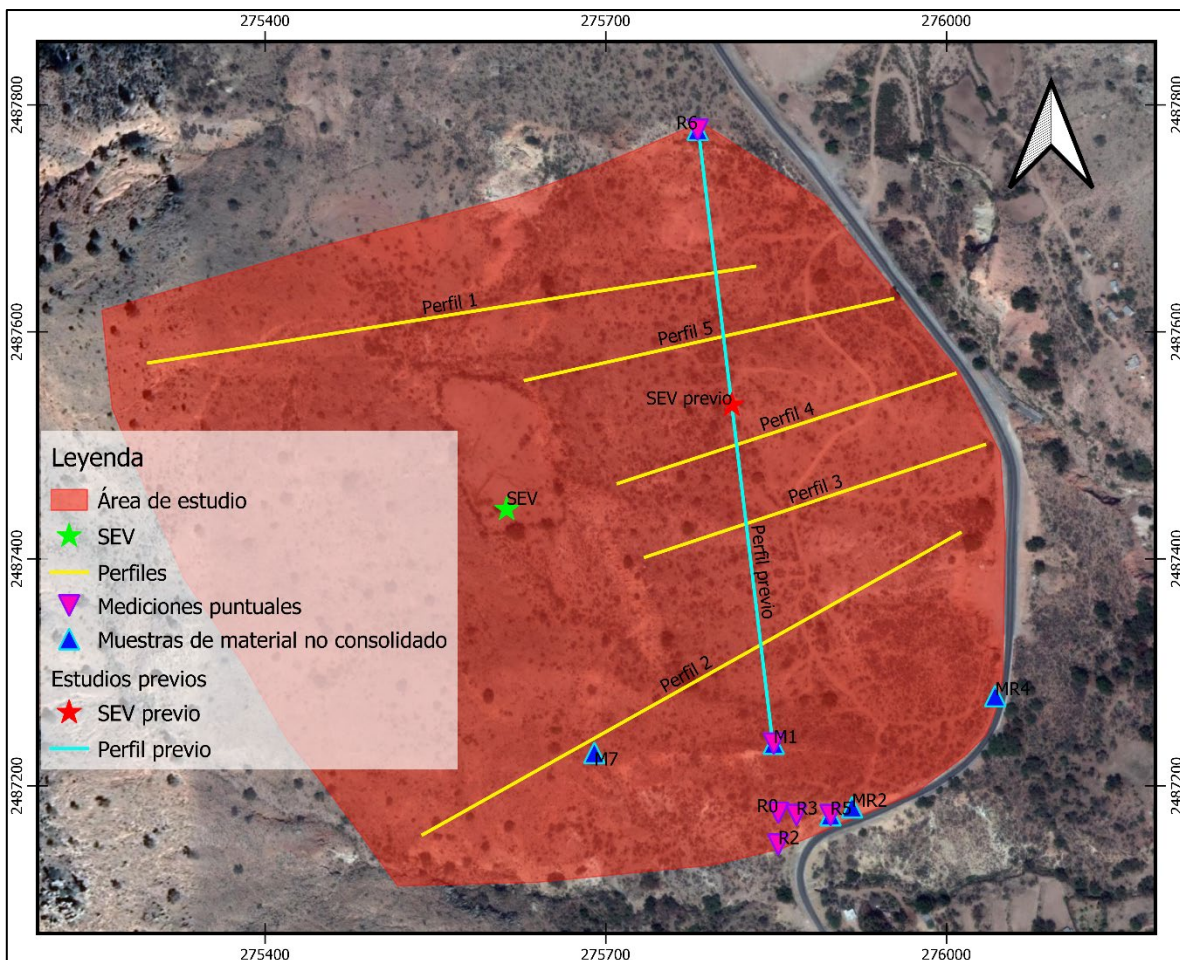 275400
275700
276000
2487800
2487800
R6
Perfil 1
2487600
2487600
Perfil 5
SEV previo
Perfil 4
Leyenda
Área de estudio
SEV
Perfiles
Mediciones puntuales
Muestras de material no consolidado
Estudios previos
SEV previo
Perfil previo
SEV
Perfil 3
Perfil previo
2487400
2487400
Perfil 2
MR4
M1
M7
2487200
2487200
R0
R3
R5
MR2
R2
275400
275700
276000